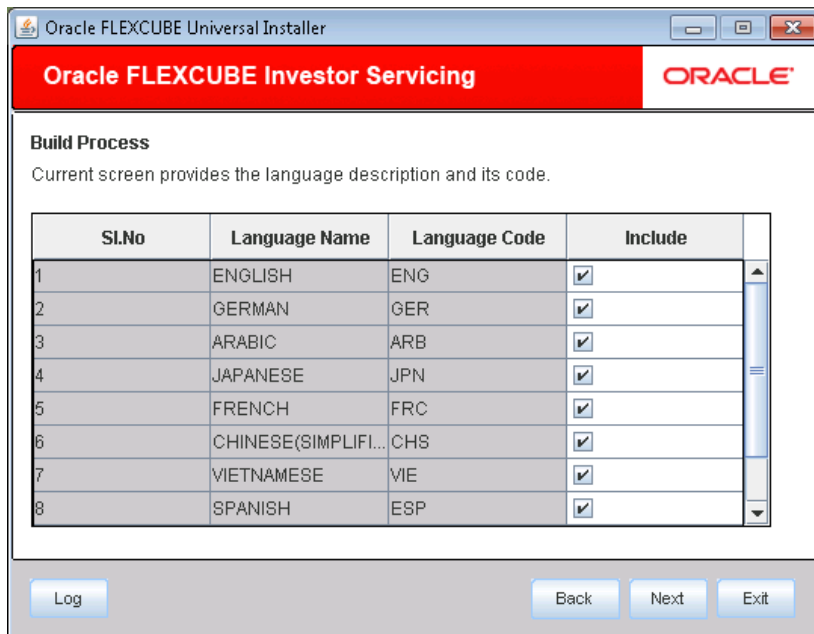 Oracle FLEXCUBE Universal Installer
Oracle FLEXCUBE Investor Servicing
ORACLE
Build Process
Current screen provides the language description and its code.
Sl.No Language Name Language Code Include
1 ENGLISH ENG
2 GERMAN GER
3 ARABIC ARB
4 JAPANESE JPN
5 FRENCH FRC
6 CHINESE(SIMPLIFI... CHS
7 VIETNAMESE VIE
8 SPANISH ESP
Log Back Next Exit